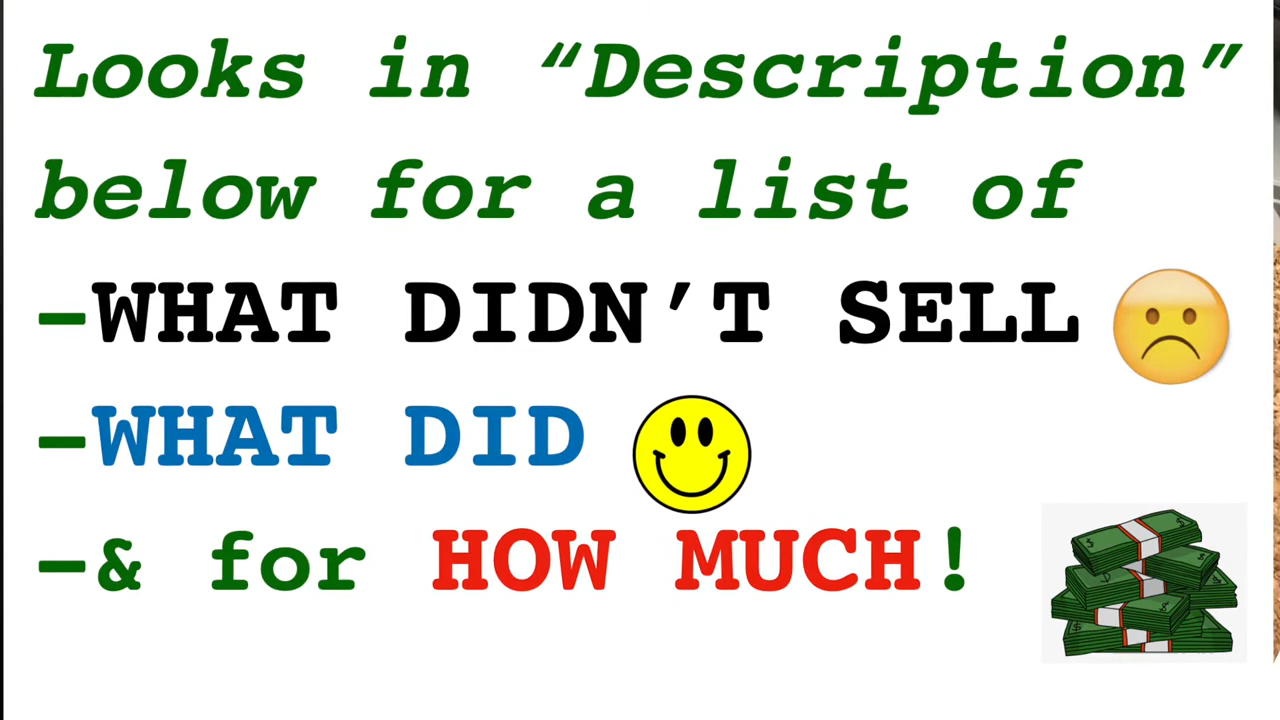 Looks in “Description”
below for a list of
-WHAT DIDN’T SELL
-WHAT DID
-& for HOW MUCH!